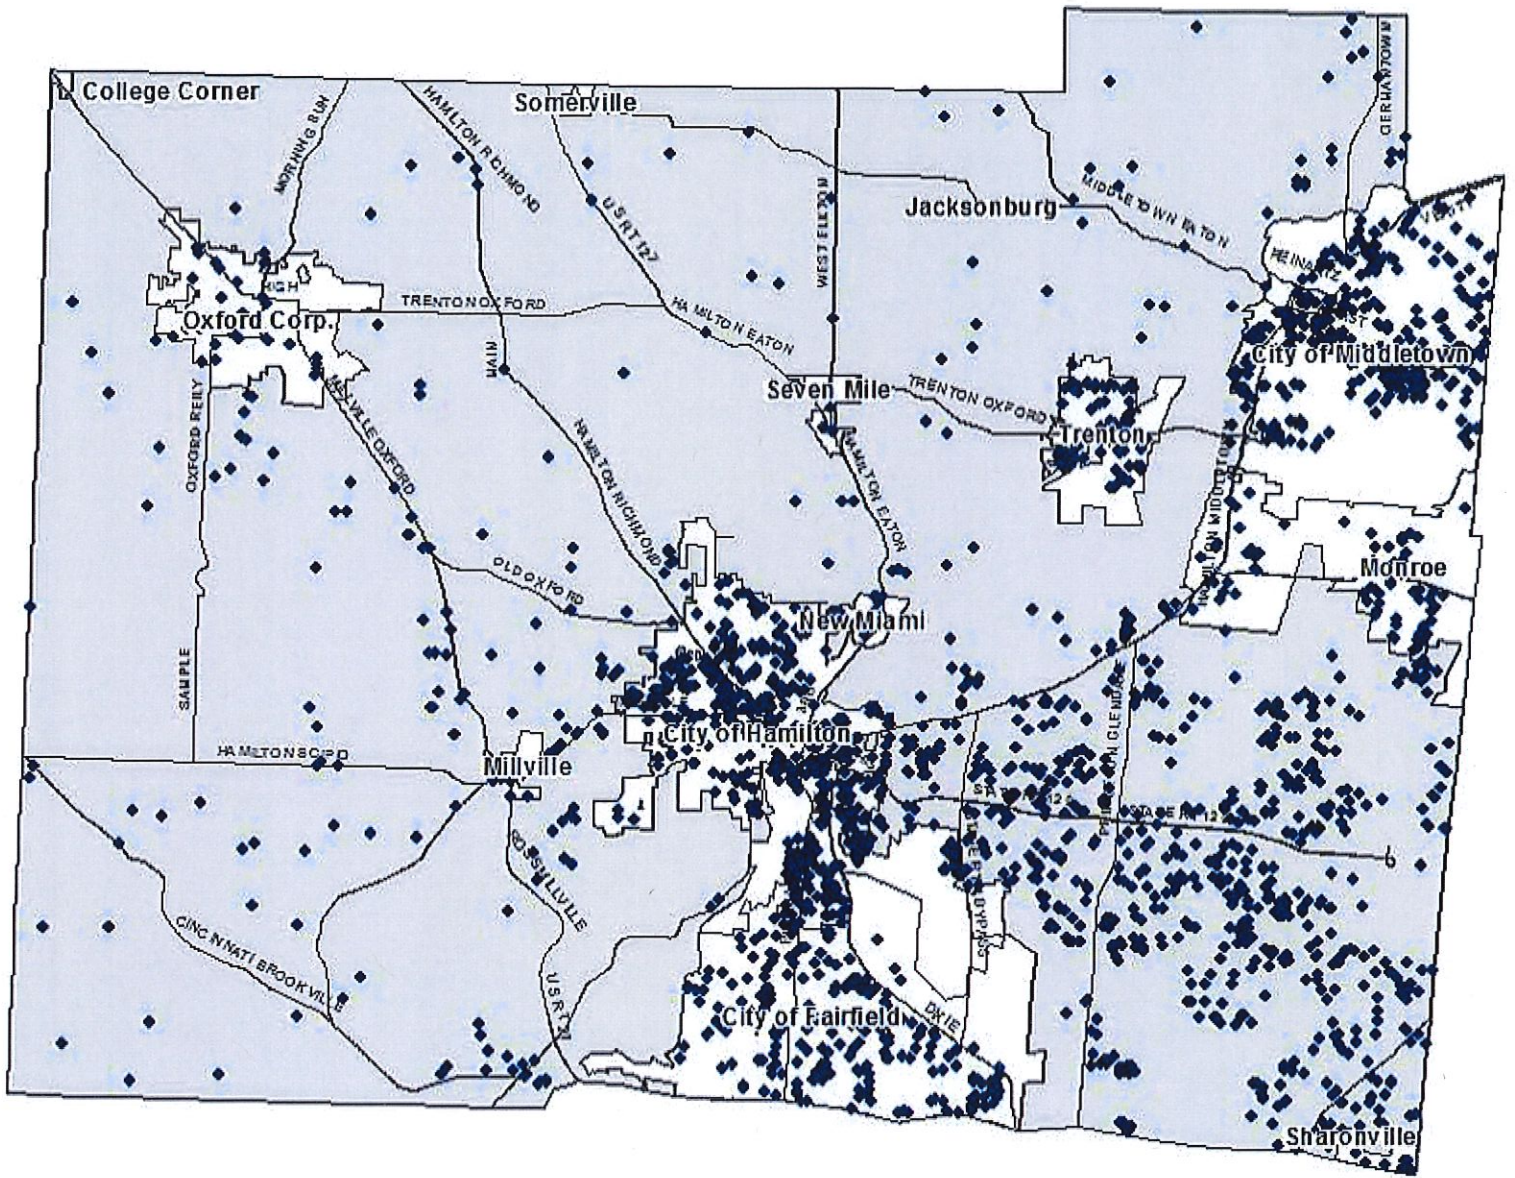 College Corner
Somerville
HAMILTON RICHMOND
MORNING SUN
GERMANTOWN
US RT 127
WEST ELKTON
Jacksonburg
MIDDLETOWN EATON
HIGH
TRENTON OXFORD
HAMILTON EATON
Oxford Corp.
MAIN
City of Middletown
Seven Mile
TRENTON OXFORD
OXFORD REILY
MILLVILLE OXFORD
HAMILTON RICHMOND
HAMILTON EATON
Trenton
HAMILTON MIDDLETOWN
OLD OXFORD
Monroe
New Miami
SAMPLE
City of Hamilton
PRINCETON GLENDALE
HAMILTON SCIPIO
Millville
STATE RT 129
ROSS MILLVILLE
CINCINNATI BROOKVILLE
US RT 27
City of Fairfield
DIXIE
Sharonville